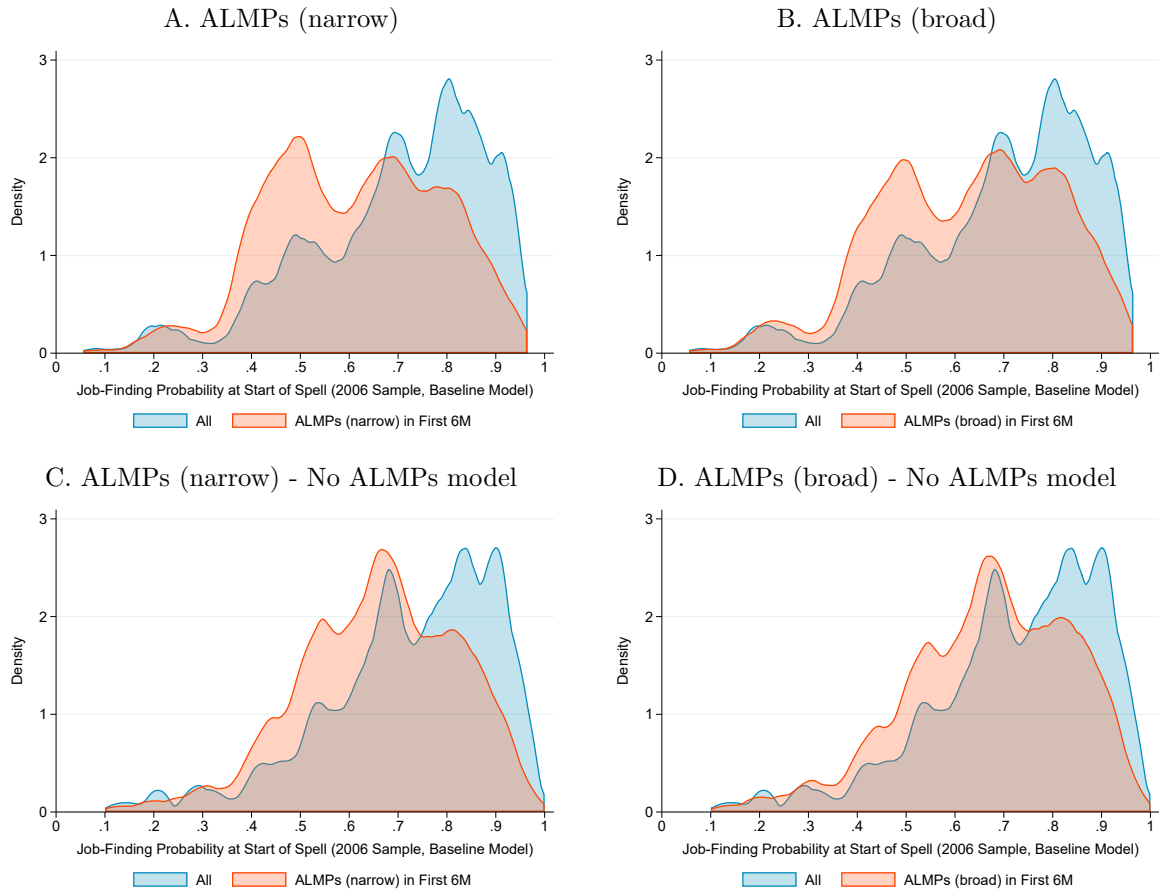 A. ALMPs (narrow)
3
2
1
0
Density
0 .1 .2 .3 .4 .5 .6 .7 .8 .9 1
Job-Finding Probability at Start of Spell (2006 Sample, Baseline Model)
All ALMPs (narrow) in First 6M
B. ALMPs (broad)
3
2
1
0
Density
0 .1 .2 .3 .4 .5 .6 .7 .8 .9 1
Job-Finding Probability at Start of Spell (2006 Sample, Baseline Model)
All ALMPs (broad) in First 6M
C. ALMPs (narrow) - No ALMPs model
3
2
1
0
Density
0 .1 .2 .3 .4 .5 .6 .7 .8 .9 1
Job-Finding Probability at Start of Spell (2006 Sample, Baseline Model)
All ALMPs (narrow) in First 6M
D. ALMPs (broad) - No ALMPs model
3
2
1
0
Density
0 .1 .2 .3 .4 .5 .6 .7 .8 .9 1
Job-Finding Probability at Start of Spell (2006 Sample, Baseline Model)
All ALMPs (broad) in First 6M